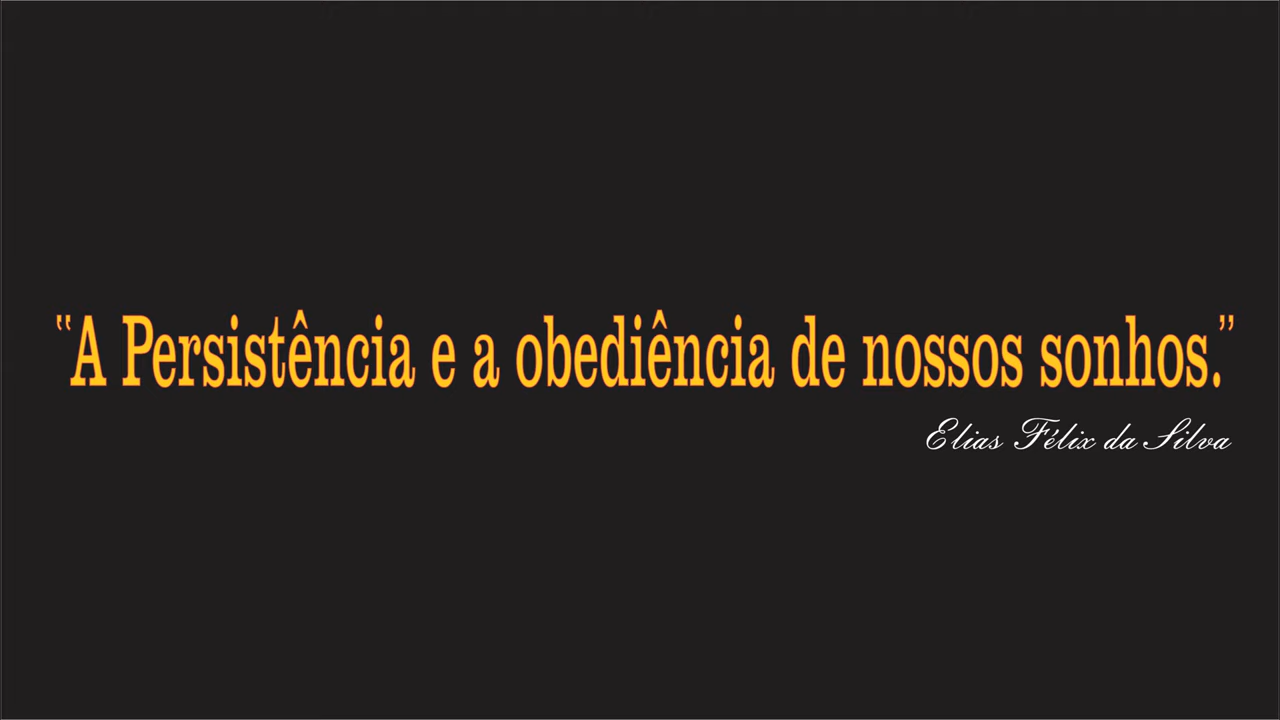 “A Persistência e a obediência de nossos sonhos.”
Elias Félix da Silva